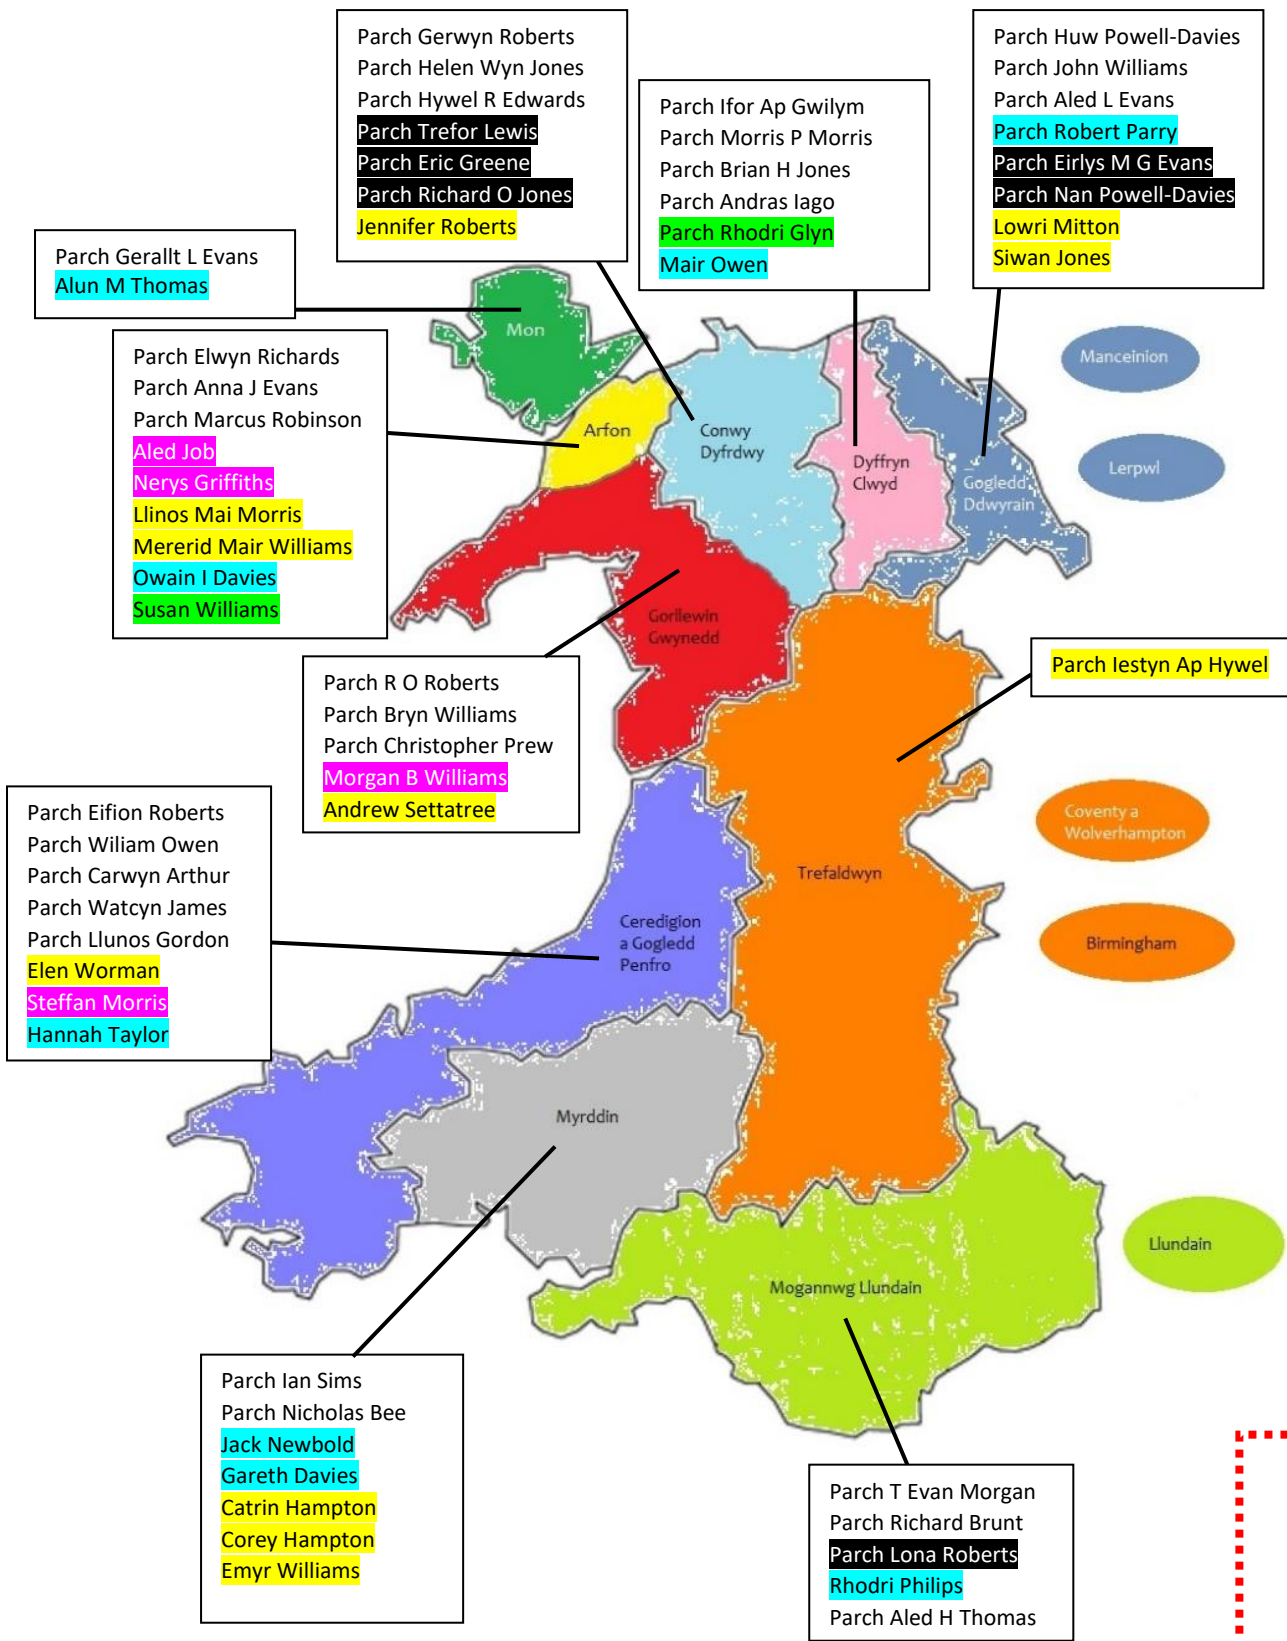 Parch Gerwyn Roberts
Parch Helen Wyn Jones
Parch Hywel R Edwards
Parch Trefor Lewis
Parch Eric Greene
Parch Richard O Jones
Jennifer Roberts
Parch Ifor Ap Gwilym
Parch Morris P Morris
Parch Brian H Jones
Parch Andras Iago
Parch Rhodri Glyn
Mair Owen
Parch Huw Powell-Davies
Parch John Williams
Parch Aled L Evans
Parch Robert Parry
Parch Eirlys M G Evans
Parch Nan Powell-Davies
Lowri Mitton
Siwan Jones
Parch Gerallt L Evans
Alun M Thomas
Parch Elwyn Richards
Parch Anna J Evans
Parch Marcus Robinson
Aled Job
Nerys Griffiths
Llinos Mai Morris
Mererid Mair Williams
Owain I Davies
Susan Williams
Mon
Arfon
Conwy
Dyfrdwy
Dyffryn
Clwyd
Gogledd
Ddwyrain
Manceinion
Lerpwl
Gorllewin
Gwynedd
Parch R O Roberts
Parch Bryn Williams
Parch Christopher Prew
Morgan B Williams
Andrew Settatree
Parch Iestyn Ap Hywel
Parch Eifion Roberts
Parch Wiliam Owen
Parch Carwyn Arthur
Parch Watcyn James
Parch Llunos Gordon
Elen Worman
Steffan Morris
Hannah Taylor
Ceredigion
a Gogledd
Penfro
Trefaldwyn
Coventy a
Wolverhampton
Birmingham
Myrddin
Mogannwg Llundain
Llundain
Parch Ian Sims
Parch Nicholas Bee
Jack Newbold
Gareth Davies
Catrin Hampton
Corey Hampton
Emyr Williams
Parch T Evan Morgan
Parch Richard Brunt
Parch Lona Roberts
Rhodri Philips
Parch Aled H Thomas